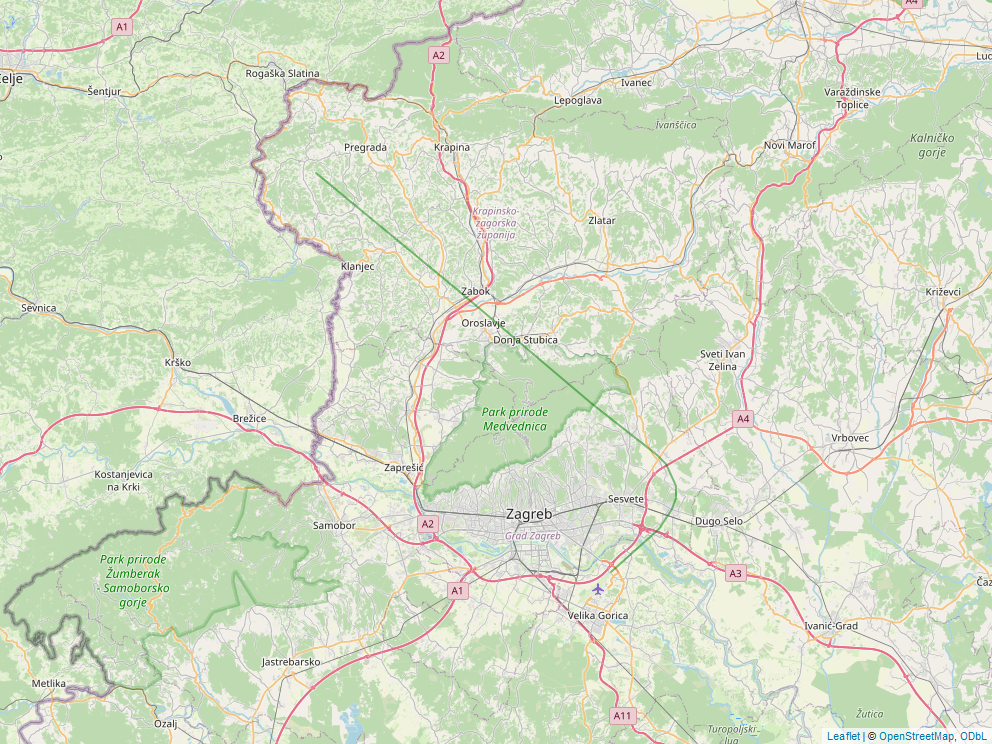 A4
A1
A2
Rogaška Slatina
Šentjur
Ivanec
Lepoglava
Varaždinske
Toplice
Ivanščica
Kalničko
gorje
Pregrada
Krapina
Novi Marof
Krapinsko-
zagorska
županija
Zlatar
Klanjec
Zabok
Križevci
Sevnica
Oroslavje
Donja Stubica
Krško
Sveti Ivan
Zelina
Park prirode
Medvednica
Brežice
A4
Vrbovec
Zaprešić
Kostanjevica
na Krki
Sesvete
Zagreb
Grad Zagreb
Dugo Selo
Samobor
A2
Park prirode
Žumberak
- Samoborsko
gorje
A3
A1
Velika Gorica
Ivanić-Grad
Jastrebarsko
Metlika
Ozalj
A11
Žutica
Turopoljski
Leaflet | © OpenStreetMap, ODbL